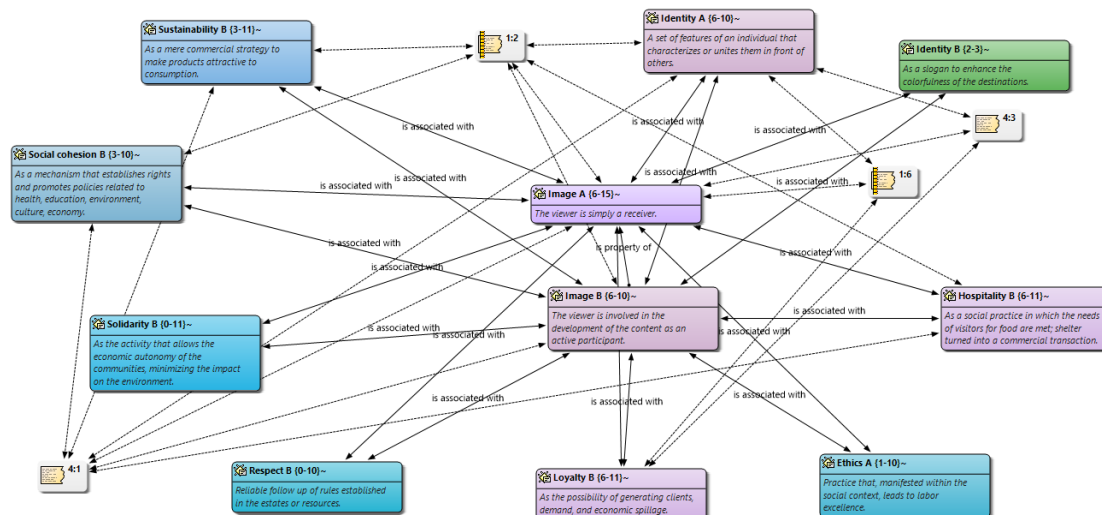 Sustainability B {3-11}~
As a mere commercial strategy to
make products attractive to
consumption.
1:2
Identity A {6-10}~
A set of features of an individual that
characterizes or unites them in front of
others.
Identity B {2-3}~
As a slogan to enhance the
colorfulness of the destinations.
4:3
is associated with
is associated with
is associated with
is associated with
Social cohesion B {3-10}~
As a mechanism that establishes rights
and promotes policies related to
health, education, environment,
culture, economy.
is associated with
Image A {6-15}~
The viewer is simply a receiver.
is associated with
1:6
is associated with
is property of
is associated with
is associated with
Image B {6-10}~
The viewer is involved in the
development of the content as an
active participant.
Hospitality B {6-11}~
As a social practice in which the needs
of visitors for food are met; shelter
turned into a commercial transaction.
is associated with
Solidarity B {0-11}~
As the activity that allows the
economic autonomy of the
communities, minimizing the impact
on the environment.
is associated with
is associated with
is associated with
is associated with
is associated with
is associated with
is associated with
4:1
Respect B {0-10}~
Reliable follow up of rules established
in the estates or resources.
Loyalty B {6-11}~
As the possibility of generating clients,
demand, and economic spillage.
Ethics A {1-10}~
Practice that, manifested within the
social context, leads to labor
excellence.